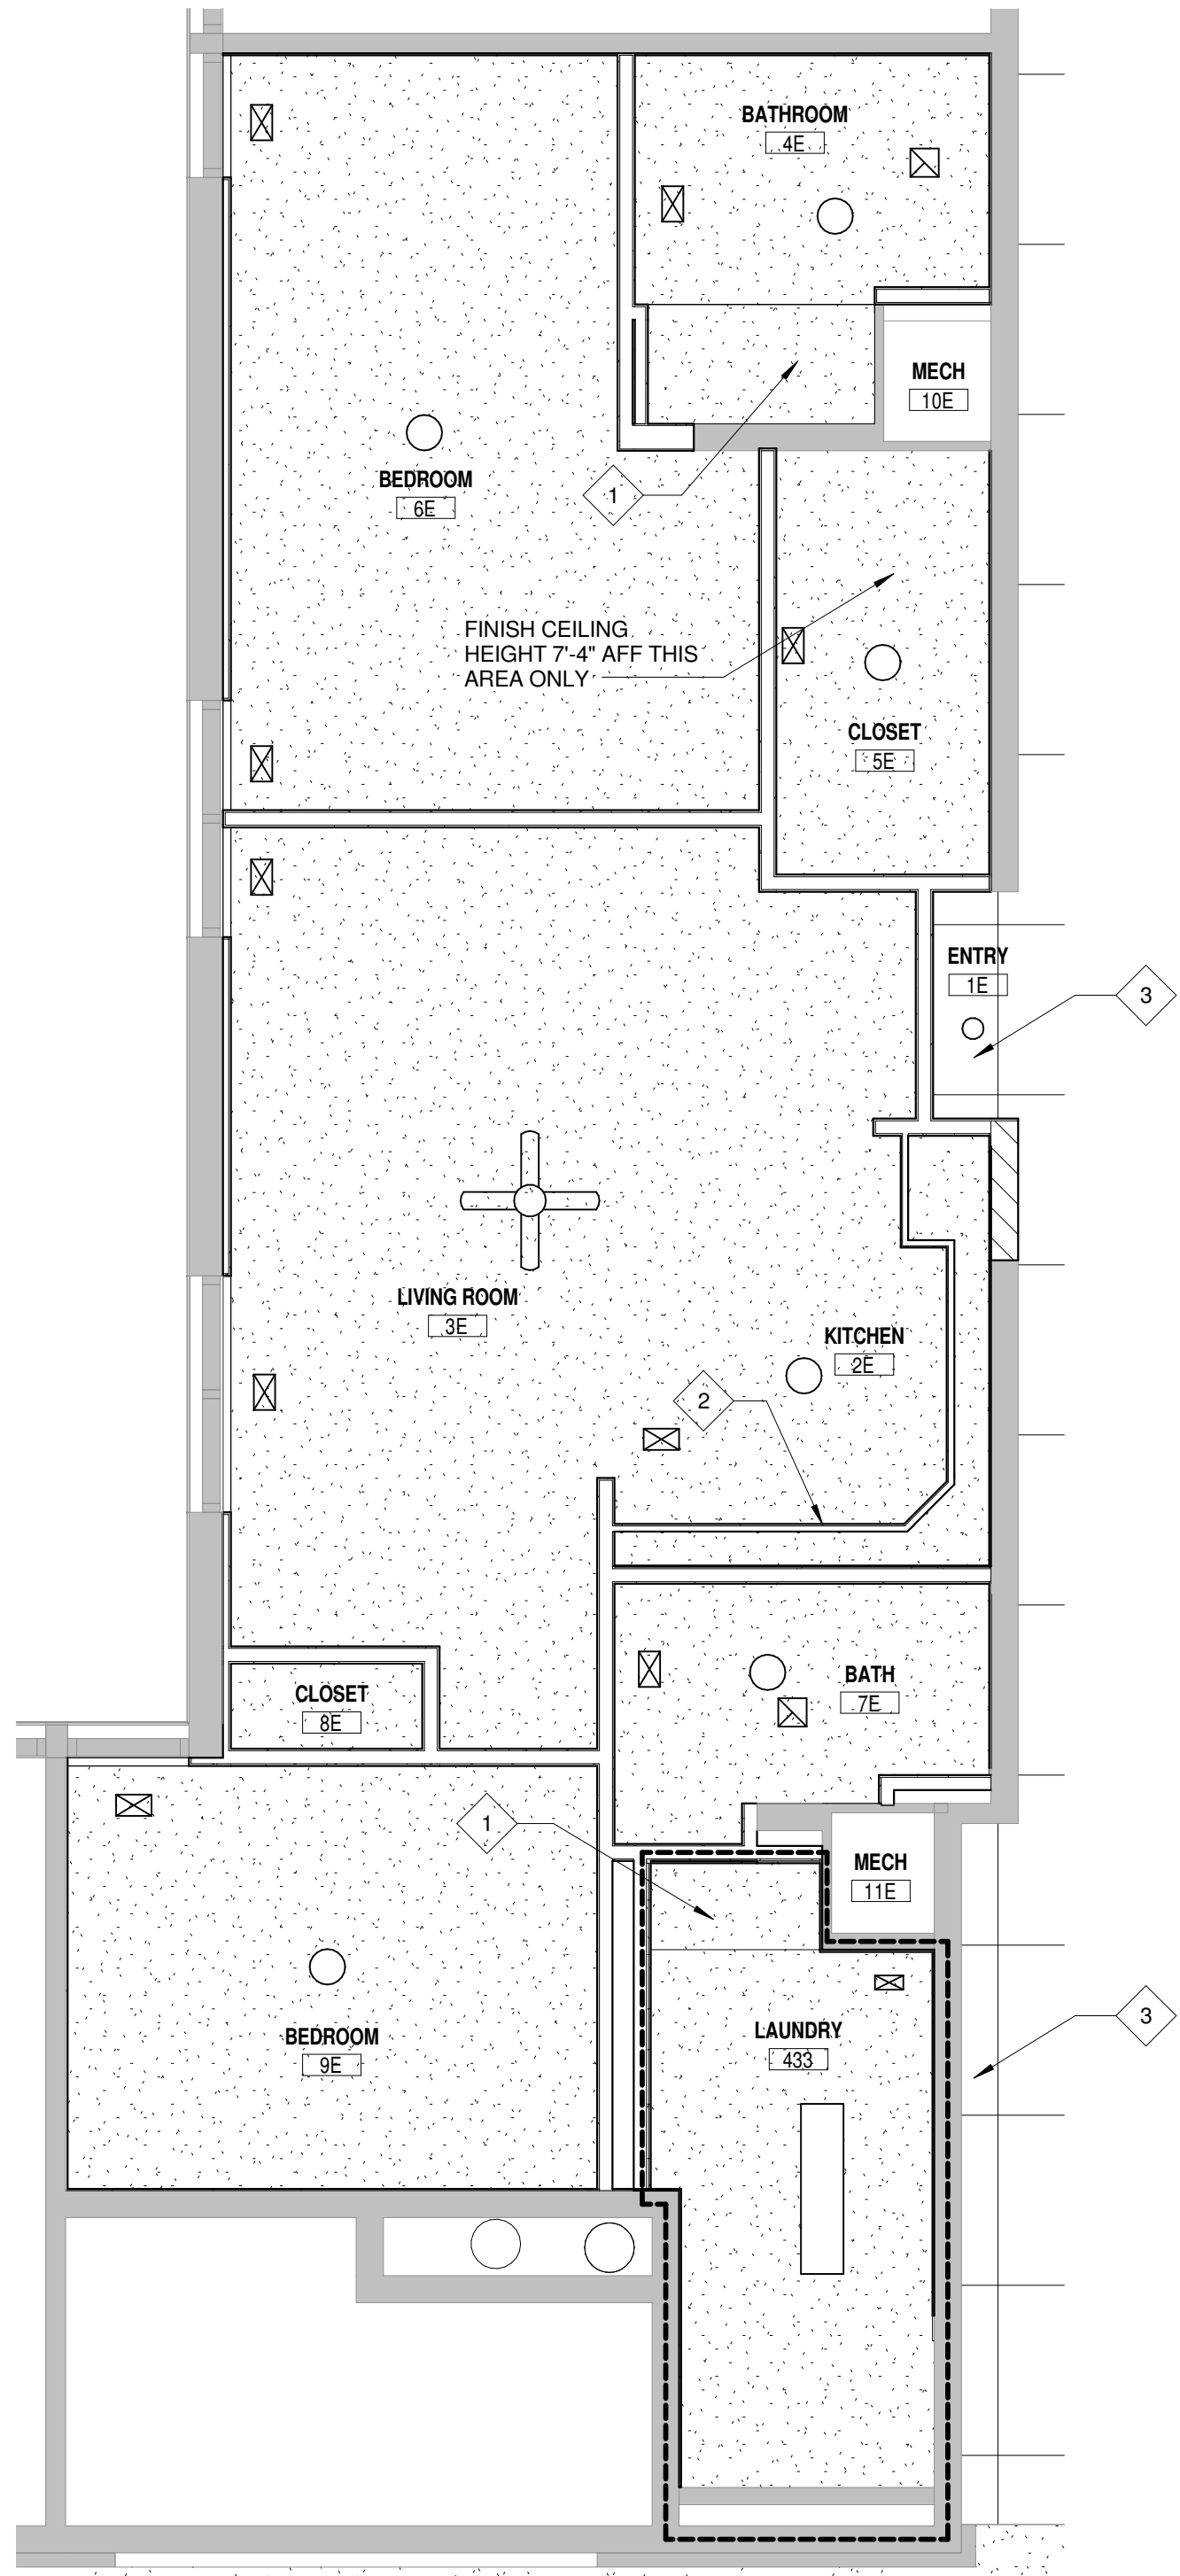 BATHROOM
4E
MECH
10E
BEDROOM
6E
1
FINISH CEILING
HEIGHT 7'-4" AFF THIS
AREA ONLY
CLOSET
5E
ENTRY
1E
3
LIVING ROOM
3E
KITCHEN
2E
2
CLOSET
8E
BATH
7E
1
MECH
11E
BEDROOM
9E
LAUNDRY
433
3